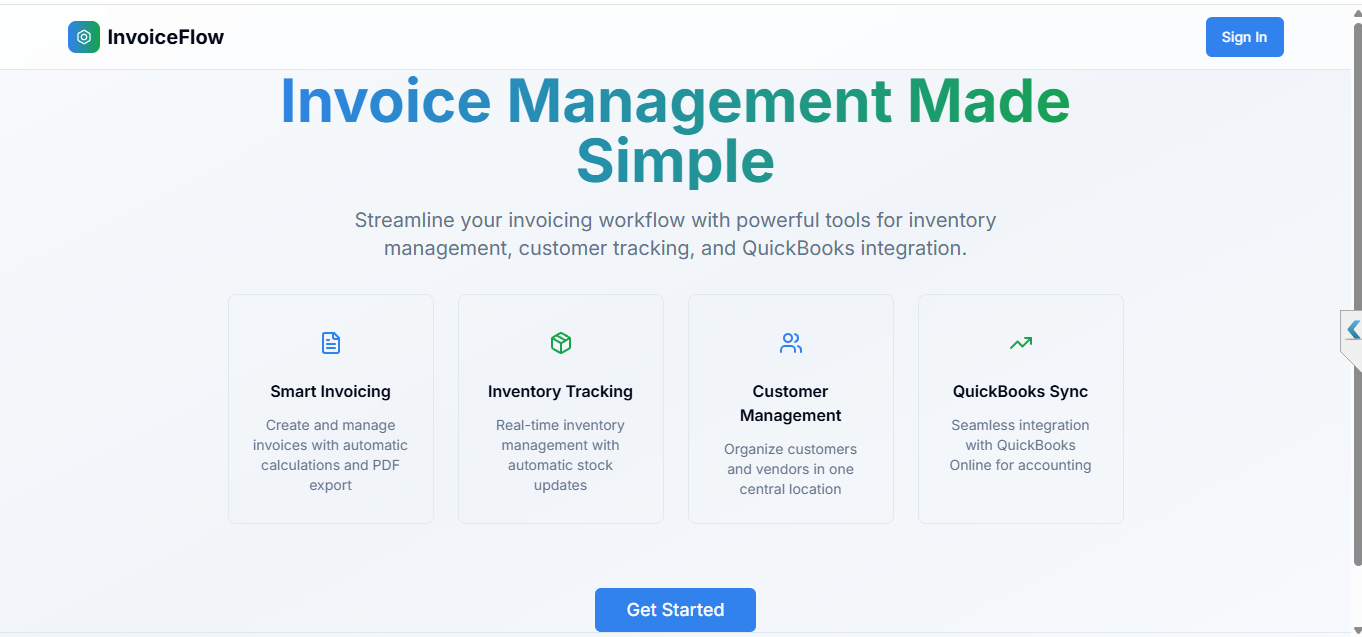 InvoiceFlow
Sign In
Invoice Management Made
Simple
Streamline your invoicing workflow with powerful tools for inventory
management, customer tracking, and QuickBooks integration.
Smart Invoicing
Create and manage
invoices with automatic
calculations and PDF
export
Inventory Tracking
Real-time inventory
management with
automatic stock
updates
Customer
Management
Organize customers
and vendors in one
central location
QuickBooks Sync
Seamless integration
with QuickBooks
Online for accounting
Get Started